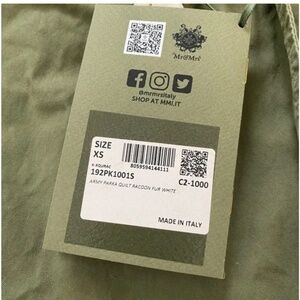 Mr&Mrs
@mrmrsitaly
SHOP AT MMI.IT
SIZE
XS
192PK1001S
8059594144111
C2-1000
ARMY PARKA QUILT RACOON FUR WHITE
MADE IN ITALY